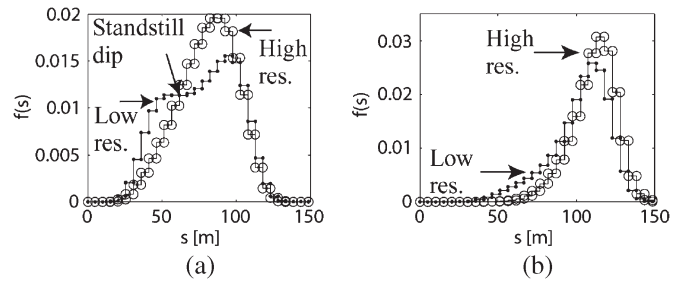 0.02
0.015
0.01
0.005
0
f(s)
Standstill
dip
High
res.
Low
res.
0 50 100 150
s [m]
(a)
0.03
0.02
0.01
0
f(s)
High
res.
Low
res.
0 50 100 150
s [m]
(b)